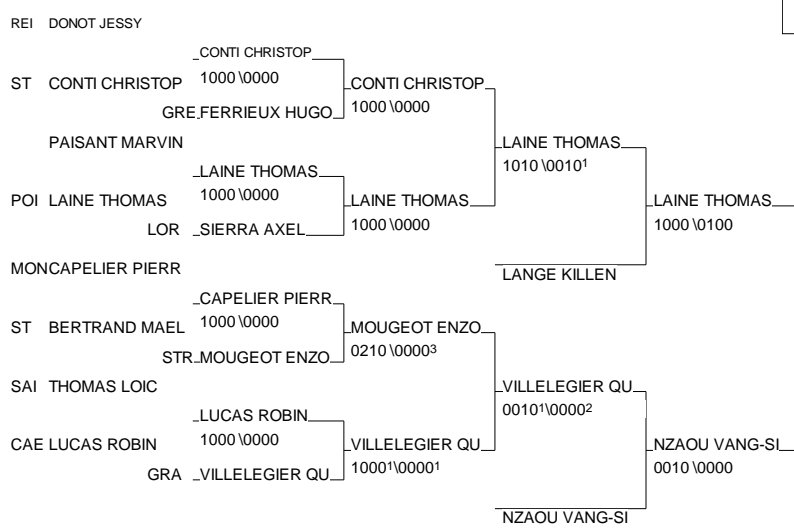 REI DONOT JESSY
CONTI CHRISTOP
ST CONTI CHRISTOP 1000\0000 CONTI CHRISTOP
GRE FERRIEUX HUGO 1000\0000
PAISANT MARVIN LAINE THOMAS
LAINE THOMAS 1010\0010¹
POI LAINE THOMAS 1000\0000 LAINE THOMAS LAINE THOMAS
LOR SIERRA AXEL 1000\0000 1000\0100
MON CAPELIER PIERR LANGE KILLEN
CAPELIER PIERR
ST BERTRAND MAEL 1000\0000 MOUGEOT ENZO
STR MOUGEOT ENZO 0210\0000³
SAI THOMAS LOIC VILLELEGIER QU
LUCAS ROBIN 0010¹\0000²
CAE LUCAS ROBIN 1000\0000 VILLELEGIER QU NZAOU VANG-SI
GRA VILLELEGIER QU 1000¹\0000¹ 0010\0000
NZAOU VANG-SI